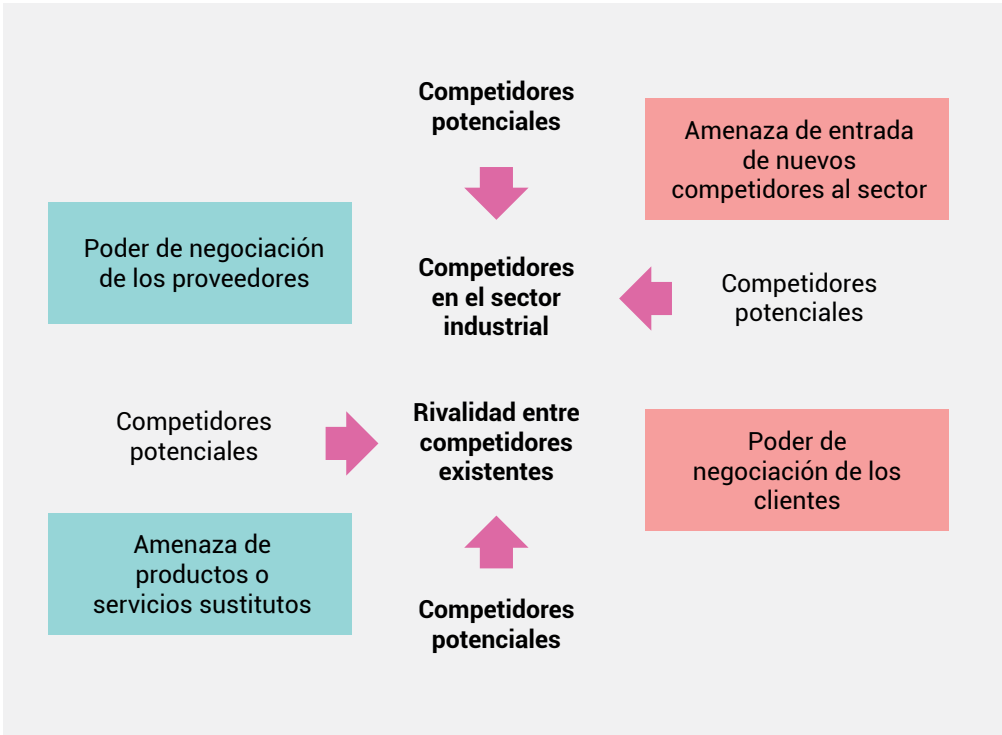 Competidores
potenciales
Amenaza de entrada
de nuevos
competidores al sector
Poder de negociación
de los proveedores
Competidores
en el sector
industrial
Competidores
potenciales
Competidores
potenciales
Rivalidad entre
competidores
existentes
Poder de
negociación de los
clientes
Amenaza de
productos o
servicios sustitutos
Competidores
potenciales